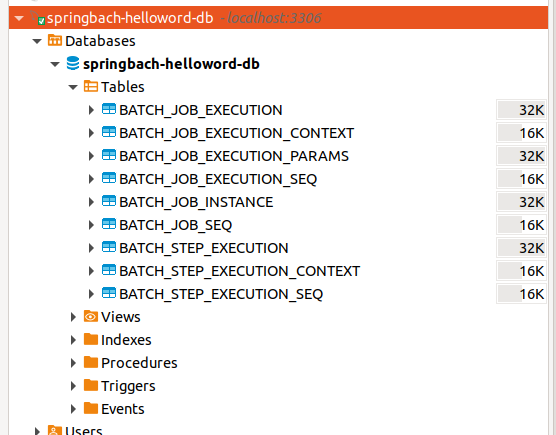 springbach-helloword-db - localhost:3306
Databases
springbach-helloword-db
Tables
BATCH_JOB_EXECUTION 32K
BATCH_JOB_EXECUTION_CONTEXT 16K
BATCH_JOB_EXECUTION_PARAMS 32K
BATCH_JOB_EXECUTION_SEQ 16K
BATCH_JOB_INSTANCE 32K
BATCH_JOB_SEQ 16K
BATCH_STEP_EXECUTION 32K
BATCH_STEP_EXECUTION_CONTEXT 16K
BATCH_STEP_EXECUTION_SEQ 16K
Views
Indexes
Procedures
Triggers
Events
Users